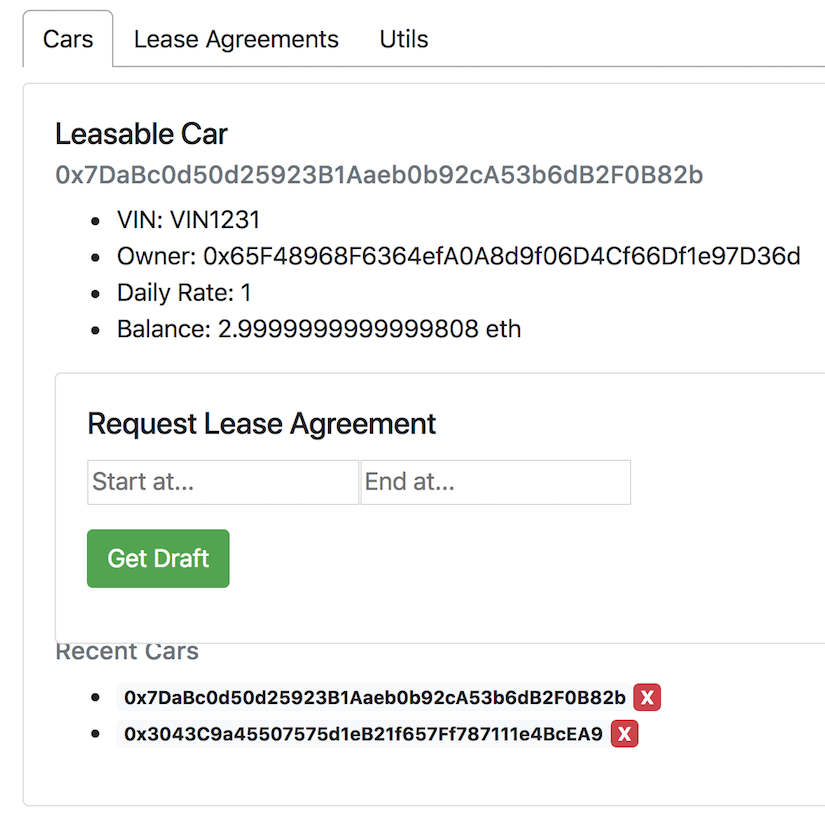 Cars Lease Agreements Utils
Leasable Car
0x7DaBc0d50d25923B1Aaeb0b92cA53b6dB2F0B82b
VIN: VIN1231
Owner: 0x65F48968F6364efA0A8d9f06D4Cf66Df1e97D36d
Daily Rate: 1
Balance: 2.9999999999999808 eth
Request Lease Agreement
Start at... End at...
Get Draft
Recent Cars
0x7DaBc0d50d25923B1Aaeb0b92cA53b6dB2F0B82b X
0x3043C9a45507575d1eB21f657Ff787111e4BcEA9 X